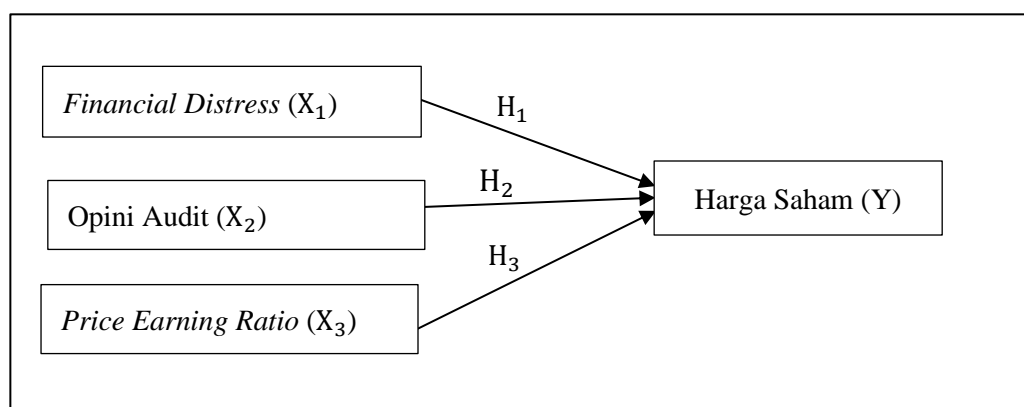 Financial Distress (X₁)
H₁
Opini Audit (X₂)
H₂
Harga Saham (Y)
H₃
Price Earning Ratio (X₃)